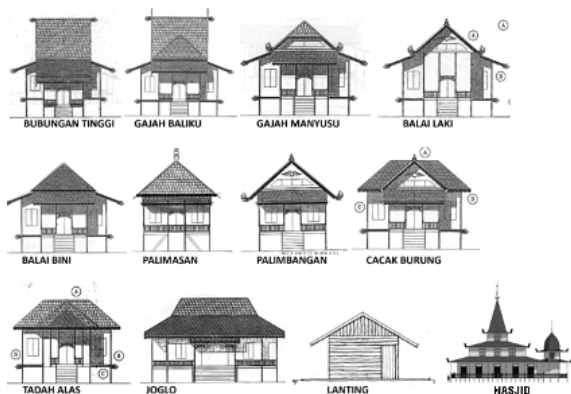 BUBUNGAN TINGGI
GAJAH BALIKU
GAJAH MANYUSU
BALAI LAKI
A
A
B
BALAI BINI
PALIMASAN
PALIMBANGAN
CACAK BURUNG
A
B
C
TADAH ALAS
JOGLO
LANTING
MASJID
A
B
B
C